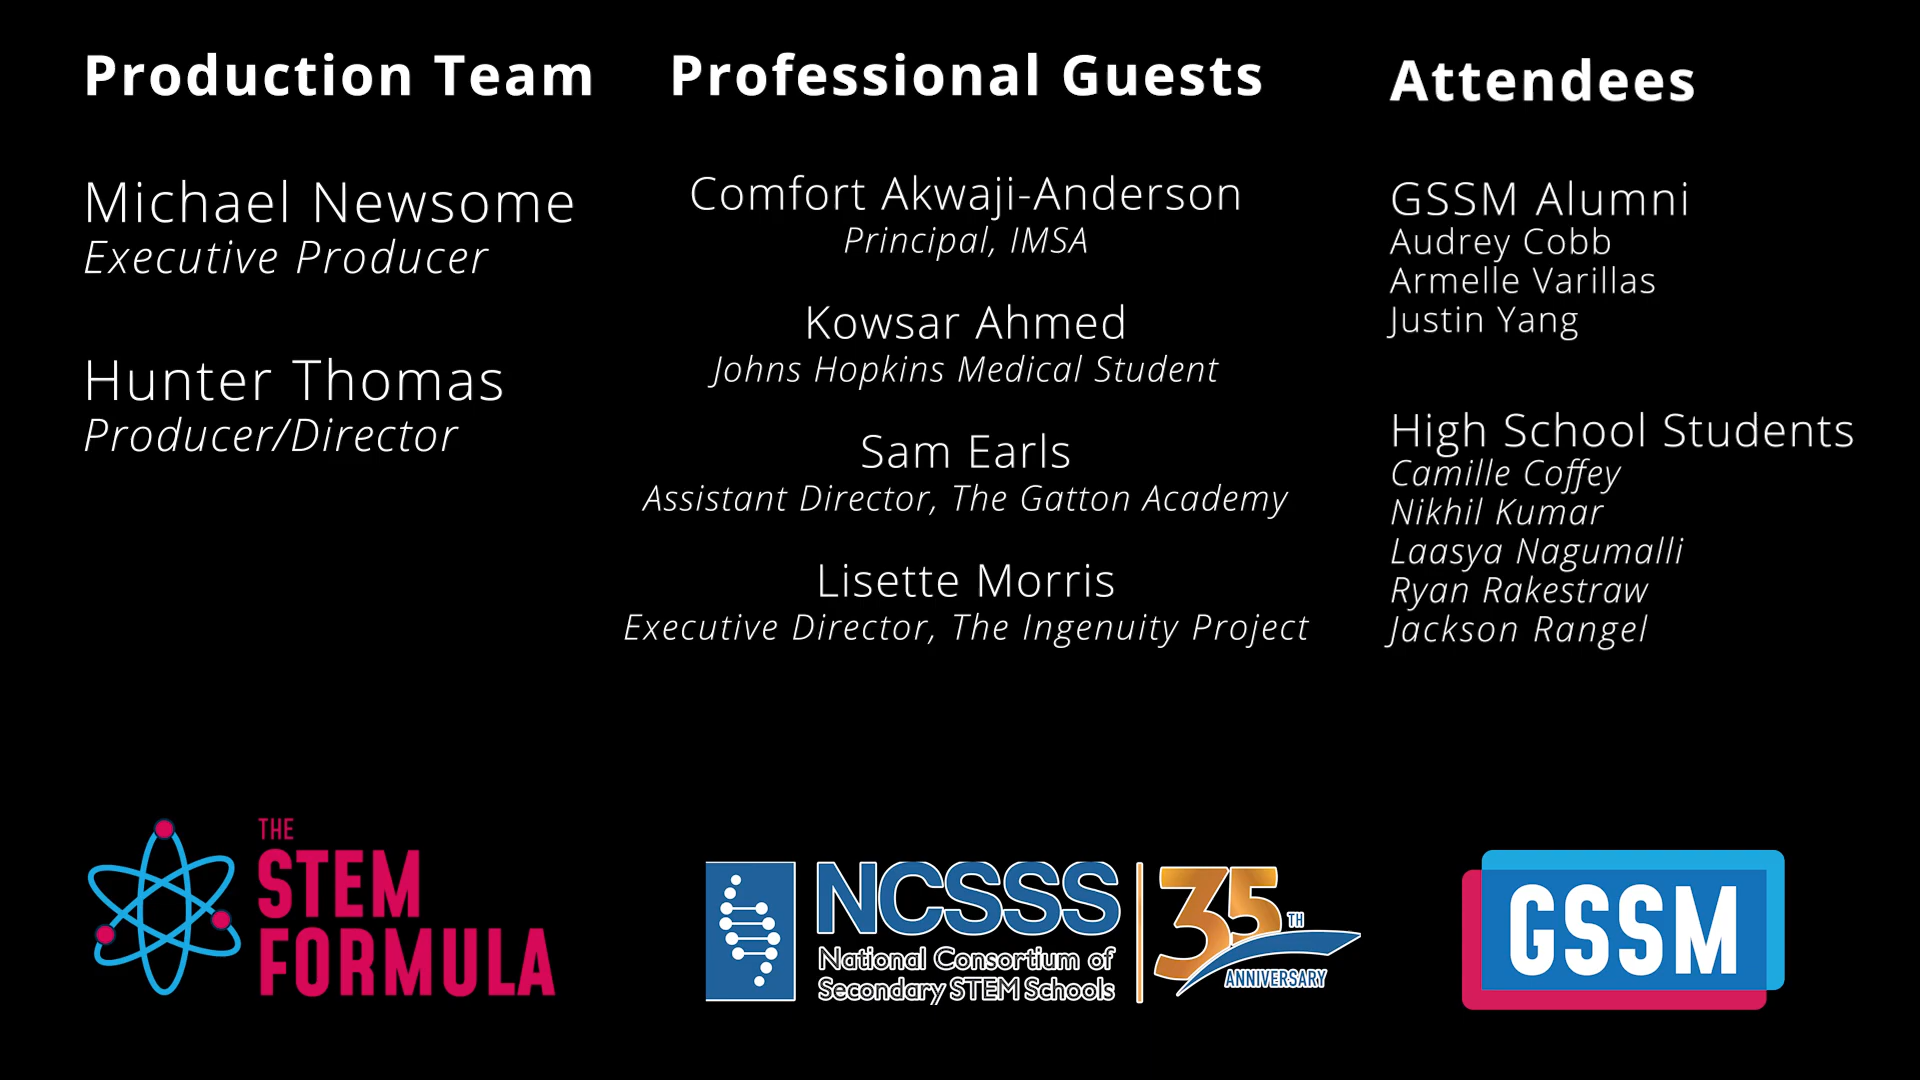 Production Team
Michael Newsome
Executive Producer
Hunter Thomas
Producer/Director
Professional Guests
Comfort Akwaji-Anderson
Principal, IMSA
Kowsar Ahmed
Johns Hopkins Medical Student
Sam Earls
Assistant Director, The Gatton Academy
Lisette Morris
Executive Director, The Ingenuity Project
Attendees
GSSM Alumni
Audrey Cobb
Armelle Varillas
Justin Yang
High School Students
Camille Coffey
Nikhil Kumar
Laasya Nagumalli
Ryan Rakestraw
Jackson Rangel
THE
STEM
FORMULA
NCSSS
National Consortium of
Secondary STEM Schools
35TH
ANNIVERSARY
GSSM